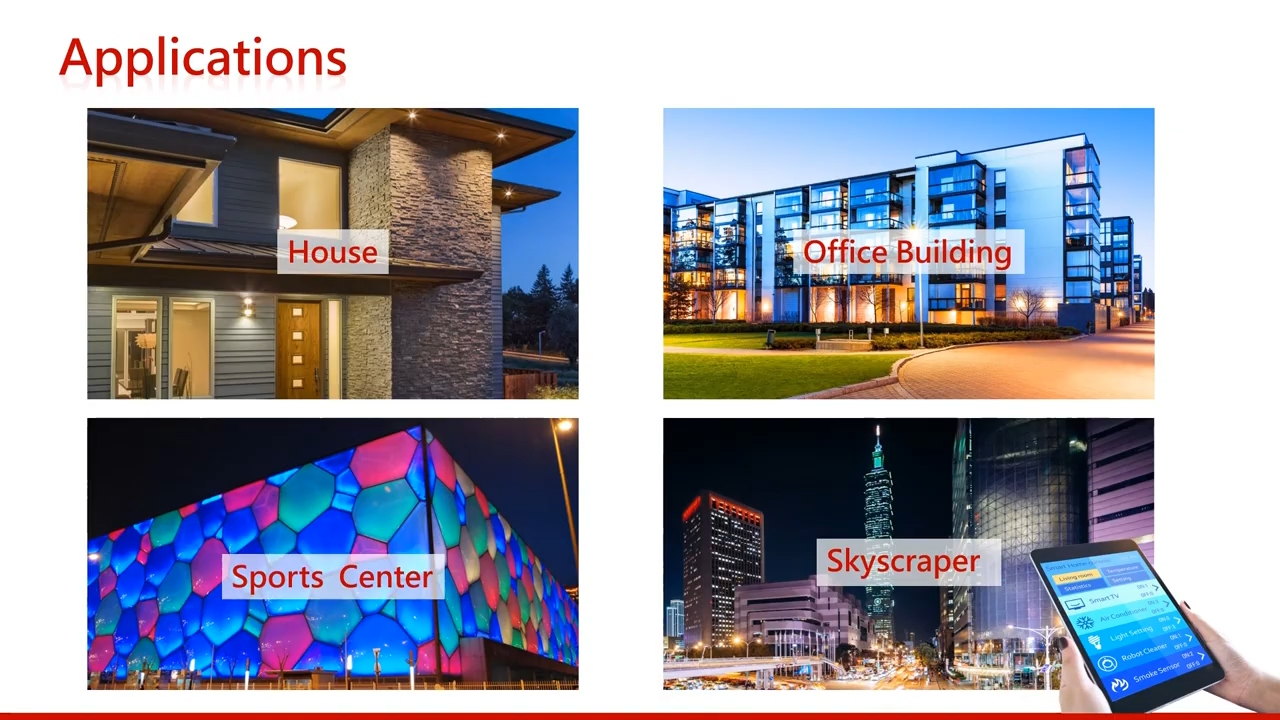 Applications
House
Office Building
Sports Center
Skyscraper
Smart Home
Living room
Temperature
Statistics
Setting
Smart TV
Air Conditioner
Light Setting
Robot Cleaner
Smoke Sensor